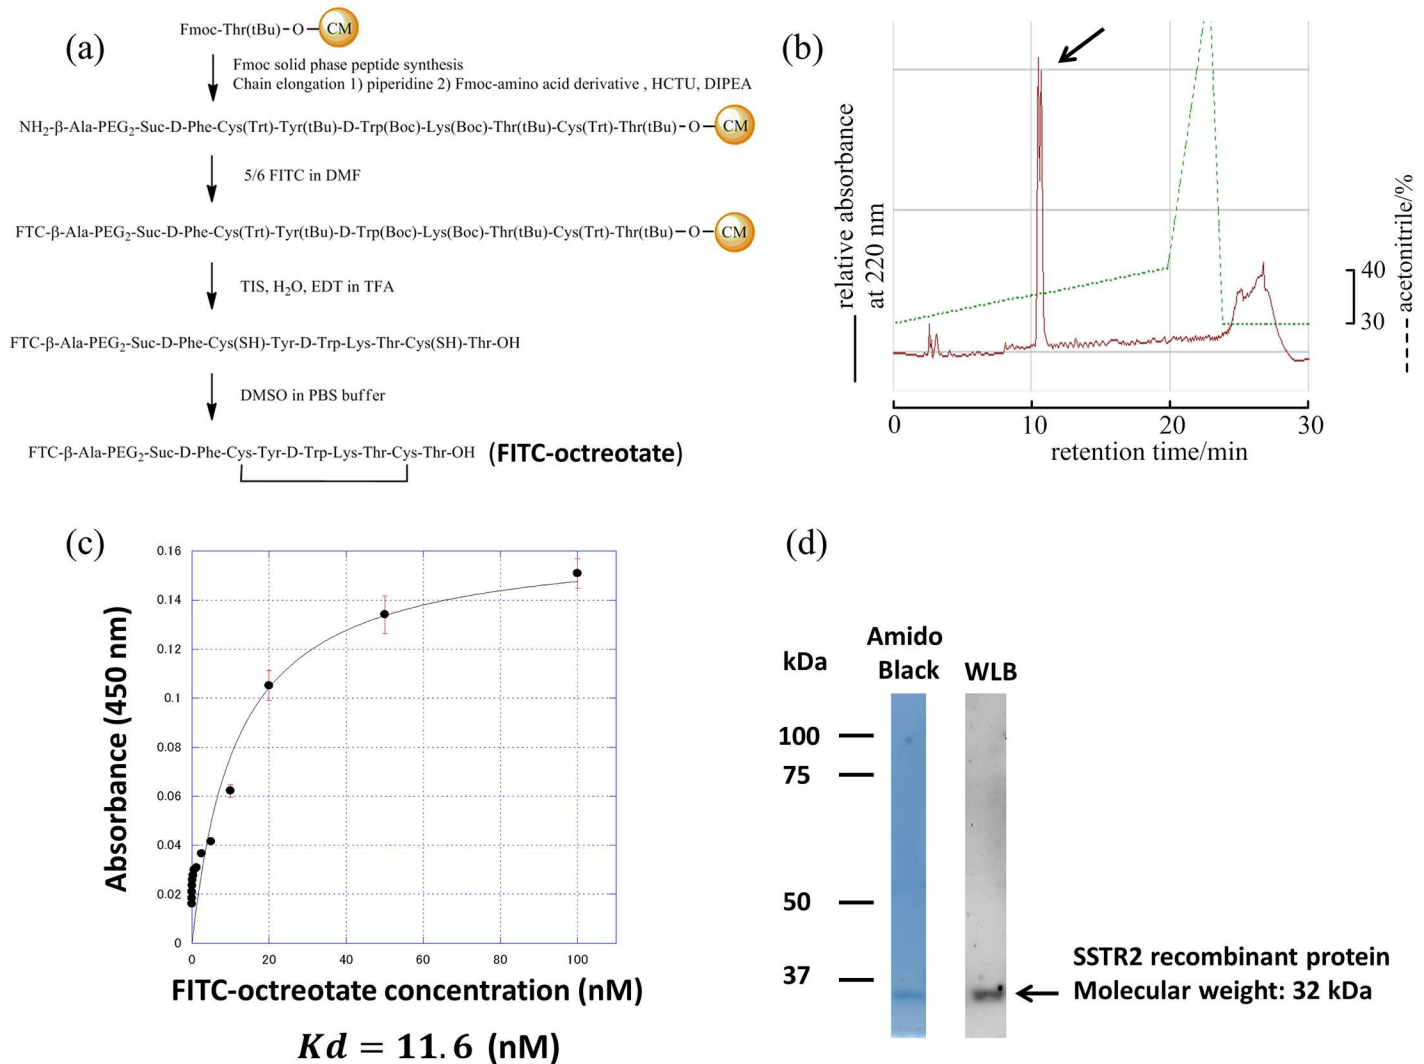 (a)
Fmoc-Thr(tBu)-O-CM
Fmoc solid phase peptide synthesis
Chain elongation 1) piperidine 2) Fmoc-amino acid derivative , HCTU, DIPEA
NH₂-β-Ala-PEG₂-Suc-D-Phe-Cys(Trt)-Tyr(tBu)-D-Trp(Boc)-Lys(Boc)-Thr(tBu)-Cys(Trt)-Thr(tBu)-O-CM
5/6 FITC in DMF
FTC-β-Ala-PEG₂-Suc-D-Phe-Cys(Trt)-Tyr(tBu)-D-Trp(Boc)-Lys(Boc)-Thr(tBu)-Cys(Trt)-Thr(tBu)-O-CM
TIS, H₂O, EDT in TFA
FTC-β-Ala-PEG₂-Suc-D-Phe-Cys(SH)-Tyr-D-Trp-Lys-Thr-Cys(SH)-Thr-OH
DMSO in PBS buffer
FTC-β-Ala-PEG₂-Suc-D-Phe-Cys-Tyr-D-Trp-Lys-Thr-Cys-Thr-OH (FITC-octreotate)
(b)
relative absorbance
at 220 nm
40
30
acetonitrile/%
0 10 20 30
retention time/min
(c)
Absorbance (450 nm)
0.16
0.14
0.12
0.1
0.08
0.06
0.04
0.02
0
0 20 40 60 80 100
FITC-octreotate concentration (nM)
Kd = 11.6 (nM)
(d)
kDa
Amido
Black
WLB
100
75
50
37
SSTR2 recombinant protein
Molecular weight: 32 kDa